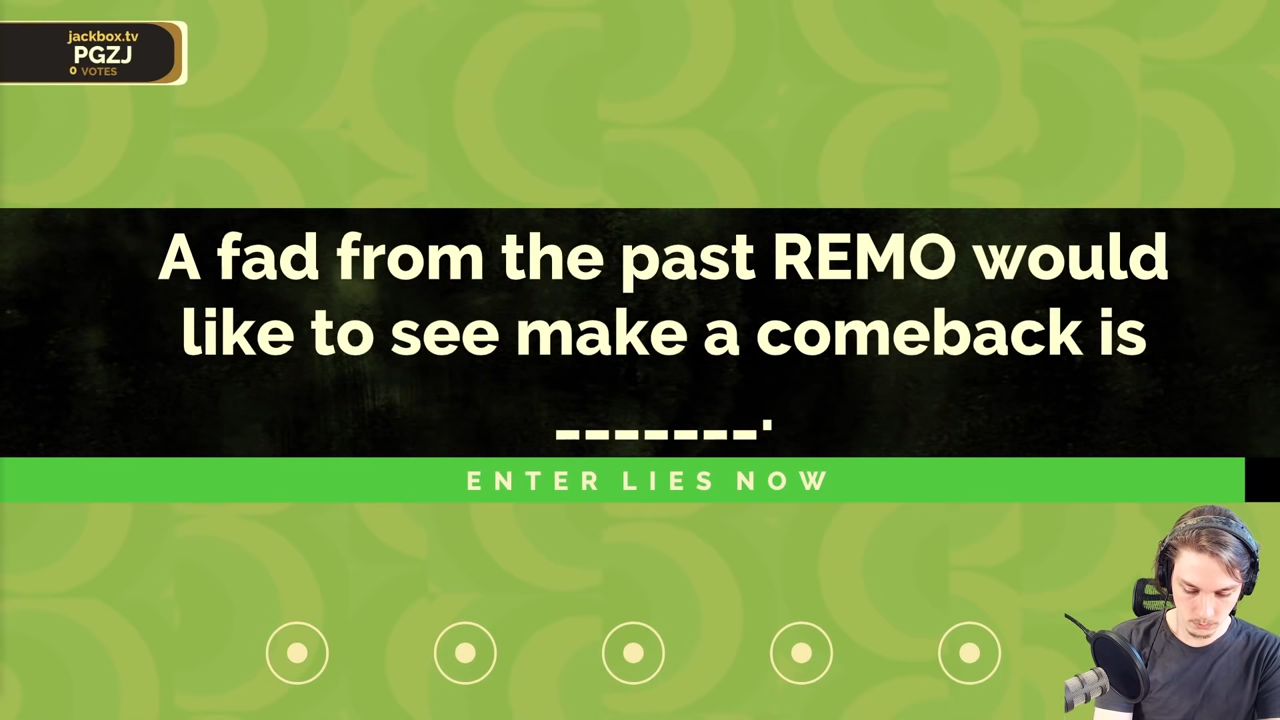 jackbox.tv
PGZJ
0 VOTES
A fad from the past REMO would
like to see make a comeback is
_______.
ENTER LIES NOW